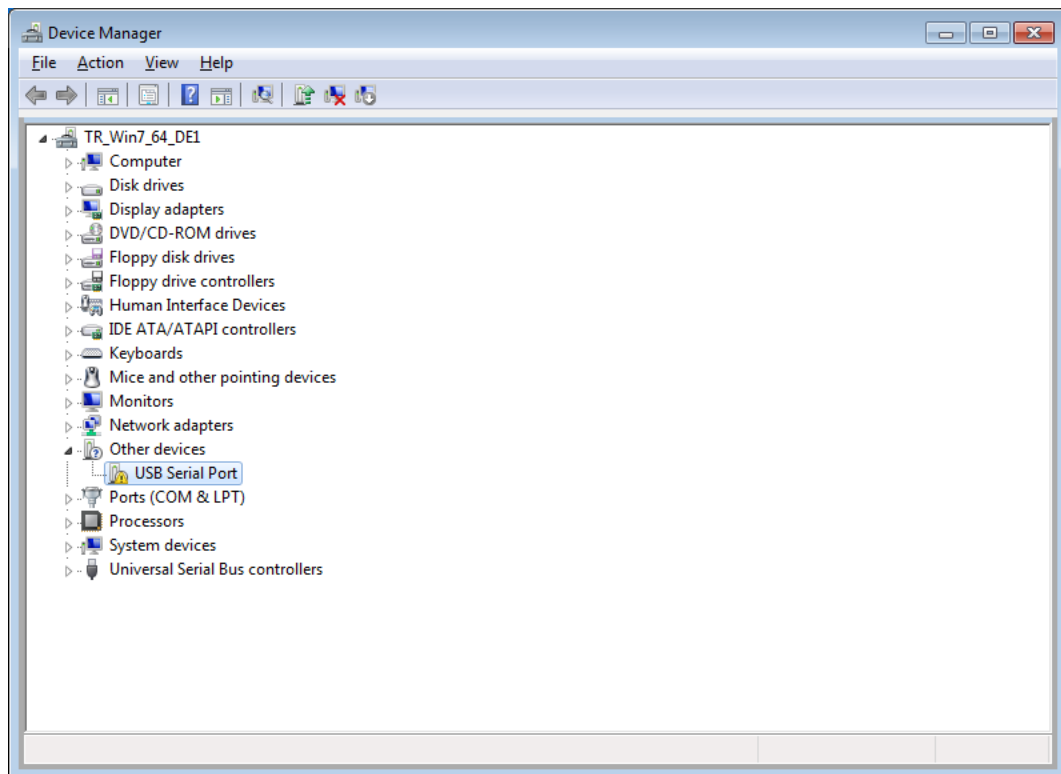 Device Manager
File Action View Help
TR_Win7_64_DE1
Computer
Disk drives
Display adapters
DVD/CD-ROM drives
Floppy disk drives
Floppy drive controllers
Human Interface Devices
IDE ATA/ATAPI controllers
Keyboards
Mice and other pointing devices
Monitors
Network adapters
Other devices
USB Serial Port
Ports (COM & LPT)
Processors
System devices
Universal Serial Bus controllers